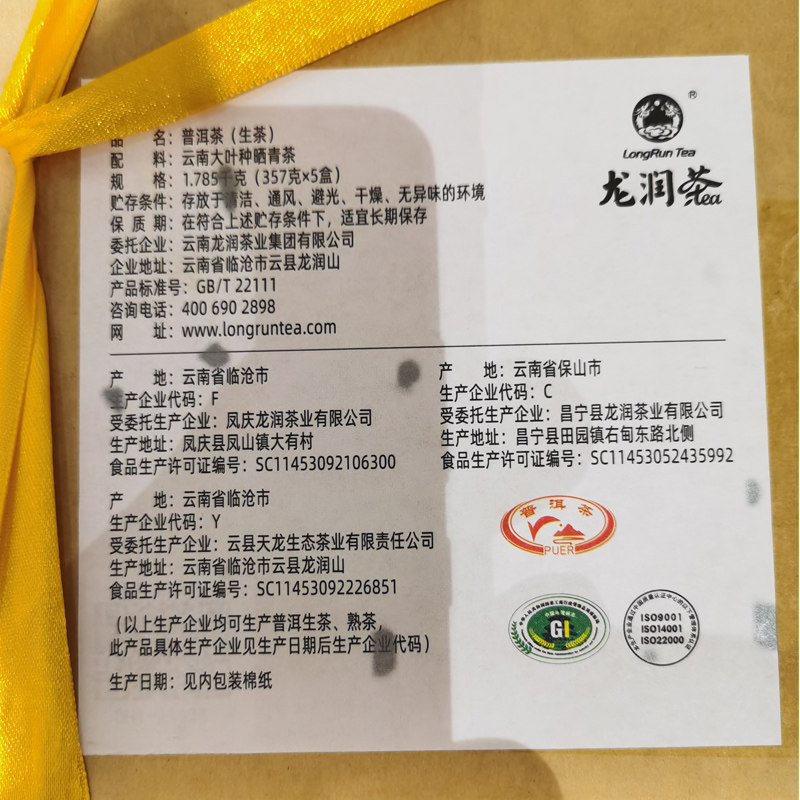 品 名：普洱茶（生茶）
配 料：云南大叶种晒青茶
规 格：1.785千克（357克×5盒）
贮存条件：存放于清洁、通风、避光、干燥、无异味的环境
保 质 期：在符合上述贮存条件下，适宜长期保存
委托企业：云南龙润茶业集团有限公司
企业地址：云南省临沧市云县龙润山
产品标准号：GB/T 22111
咨询电话：400 690 2898
网 址：www.longruntea.com
®
LongRun Tea
龙润茶
tea
产 地：云南省临沧市
生产企业代码：F
受委托生产企业：凤庆龙润茶业有限公司
生产地址：凤庆县凤山镇大有村
食品生产许可证编号：SC11453092106300
产 地：云南省保山市
生产企业代码：C
受委托生产企业：昌宁县龙润茶业有限公司
生产地址：昌宁县田园镇右甸东路北侧
食品生产许可证编号：SC11453052435992
产 地：云南省临沧市
生产企业代码：Y
受委托生产企业：云县天龙生态茶业有限责任公司
生产地址：云南省临沧市云县龙润山
食品生产许可证编号：SC11453092226851
（以上生产企业均可生产普洱生茶、熟茶，
此产品具体生产企业见生产日期后生产企业代码）
生产日期：见内包装棉纸
普洱茶
PUER
GI
ISO9001
ISO14001
ISO22000